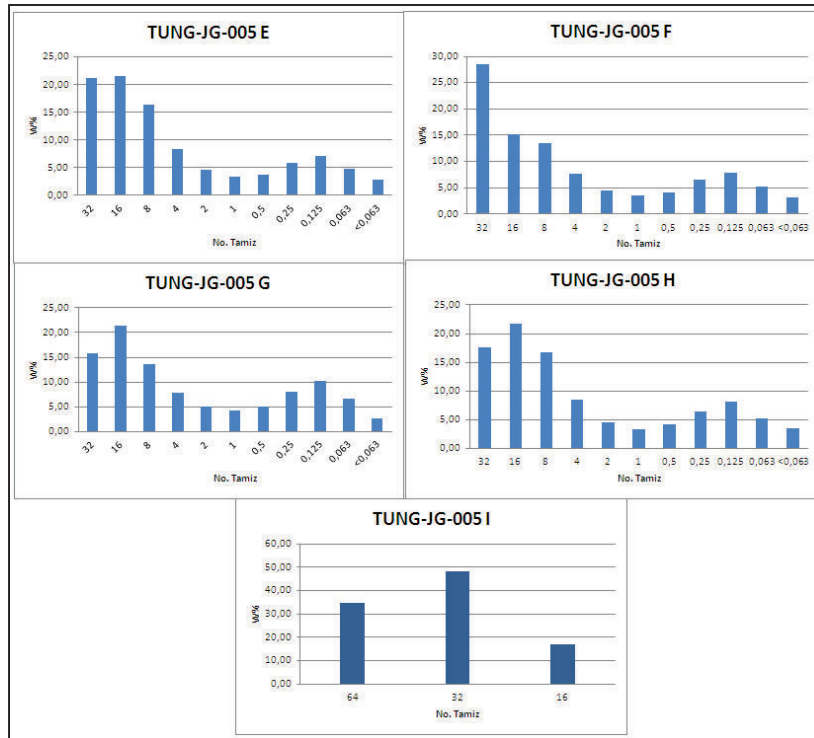 TUNG-JG-005 E
25,00
20,00
15,00
10,00
5,00
0,00
W%
32 16 8 4 2 1 0,5 0,25 0,125 0,063 <0,063
No. Tamiz
TUNG-JG-005 F
30,00
25,00
20,00
15,00
10,00
5,00
0,00
W%
32 16 8 4 2 1 0,5 0,25 0,125 0,063 <0,063
No. Tamiz
TUNG-JG-005 G
25,00
20,00
15,00
10,00
5,00
0,00
W%
32 16 8 4 2 1 0,5 0,25 0,125 0,063 <0,063
No. Tamiz
TUNG-JG-005 H
25,00
20,00
15,00
10,00
5,00
0,00
W%
32 16 8 4 2 1 0,5 0,25 0,125 0,063 <0,063
No. Tamiz
TUNG-JG-005 I
60,00
50,00
40,00
30,00
20,00
10,00
0,00
W%
64 32 16
No. Tamiz